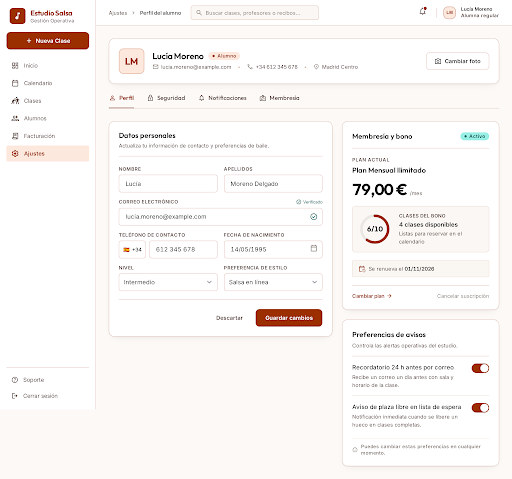 Estudio Salsa
Gestión Operativa
+ Nueva Clase
Inicio
Calendario
Clases
Alumnos
Facturación
Ajustes
Soporte
Cerrar sesión
Ajustes › Perfil del alumno
Buscar clases, profesores o recibos...
LM
Lucía Moreno
Alumna regular
LM
Lucía Moreno
Alumno
lucia.moreno@example.com
+34 612 345 678
Madrid Centro
Cambiar foto
Perfil
Seguridad
Notificaciones
Membresía
Datos personales
Actualiza tu información de contacto y preferencias de baile.
NOMBRE
Lucía
APELLIDOS
Moreno Delgado
CORREO ELECTRÓNICO
Verificado
lucia.moreno@example.com
TELÉFONO DE CONTACTO
+34
612 345 678
FECHA DE NACIMIENTO
14/05/1995
NIVEL
Intermedio
PREFERENCIA DE ESTILO
Salsa en línea
Descartar
Guardar cambios
Membresía y bono
Activo
PLAN ACTUAL
Plan Mensual Ilimitado
79,00 € /mes
6/10
CLASES DEL BONO
4 clases disponibles
Listas para reservar en el
calendario
Se renueva el 01/11/2026
Cambiar plan →
Cancelar suscripción
Preferencias de avisos
Controla las alertas operativas del estudio.
Recordatorio 24 h antes por correo
Recibe un correo un día antes con sala y
horario de la clase.
Aviso de plaza libre en lista de espera
Notificación inmediata cuando se libere un
hueco en clases completas.
Puedes cambiar estas preferencias en cualquier
momento.